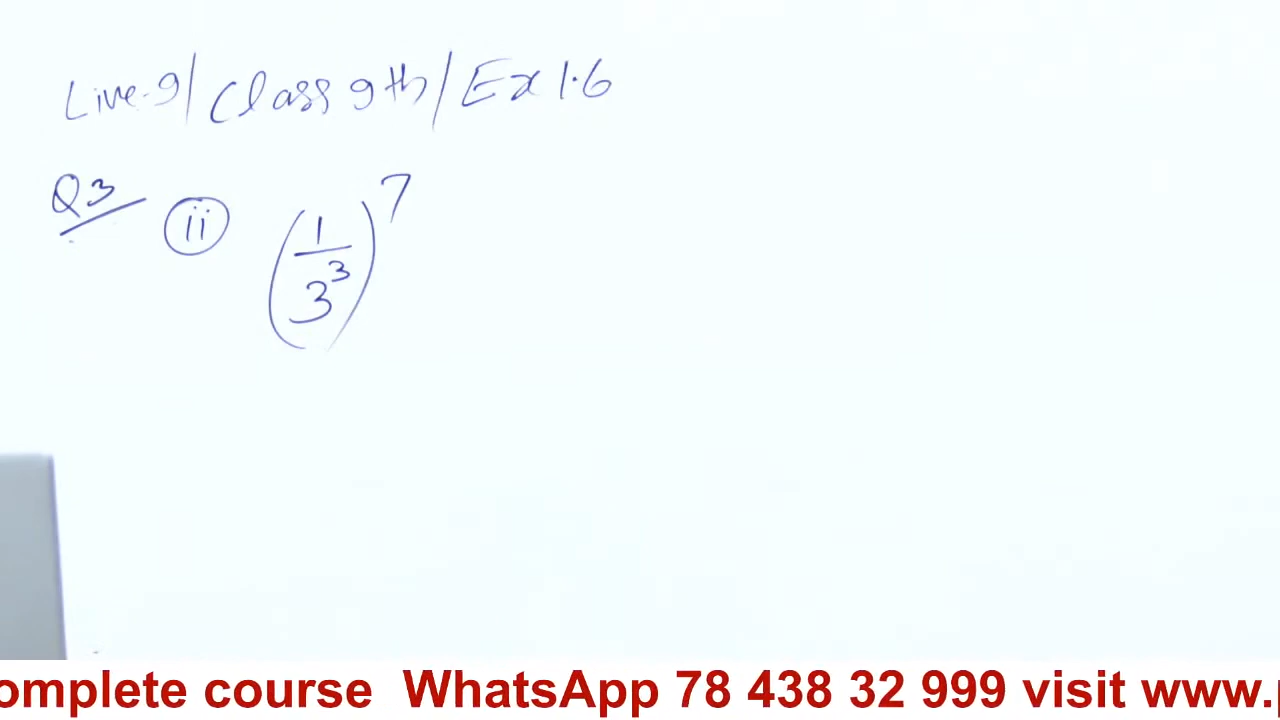 Live-9/Class 9th/Ex 1.6
Q3 ii (1/3³)⁷
omplete course WhatsApp 78 438 32 999 visit www.